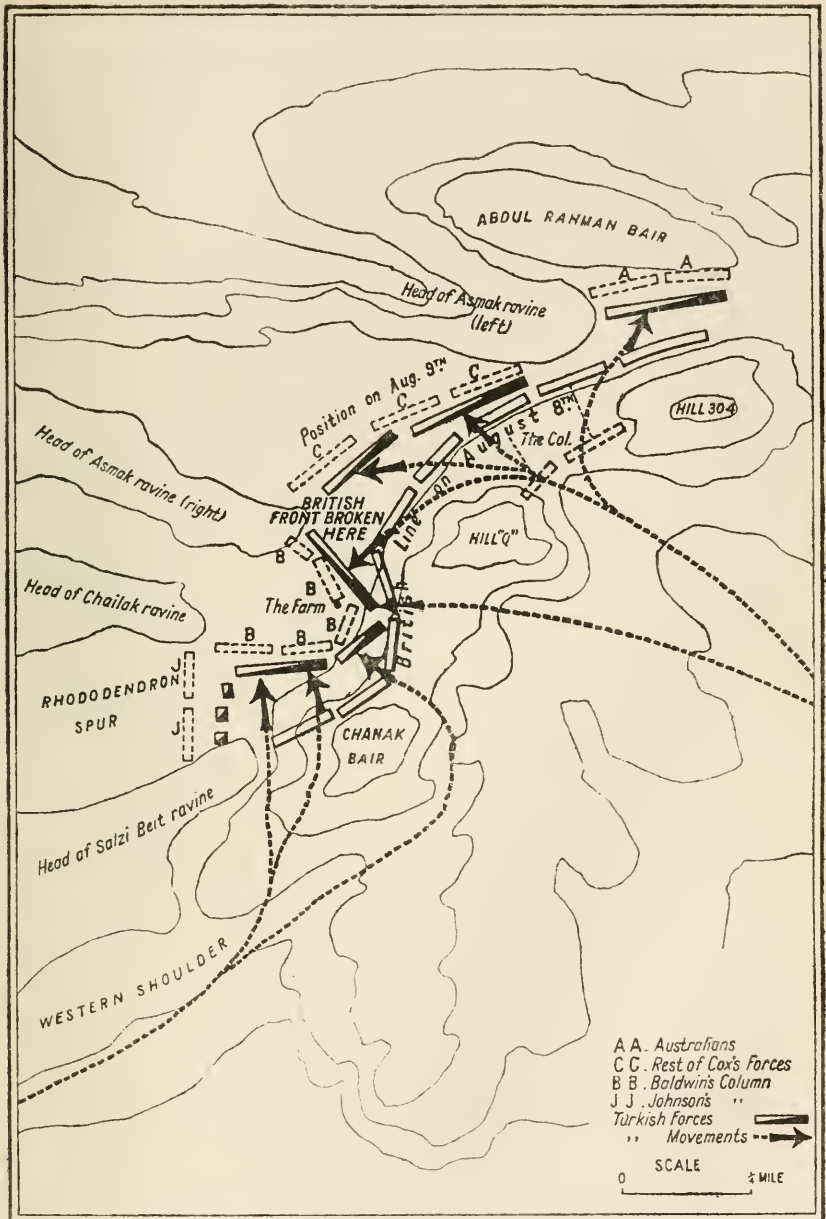 ABDUL RAHMAN BAIR
A
A
Head of Asmak ravine
(left)
Position on Aug. 9TH
C
C
C
HILL 304
The Col.
British Line on August 8TH
Head of Asmak ravine (right)
BRITISH
FRONT BROKEN
HERE
HILL "Q"
Head of Chailak ravine
B
B
The Farm
B
B
B
J
RHODODENDRON
SPUR
J
CHANAK
BAIR
Head of Salzi Beit ravine
WESTERN SHOULDER
A A. Australians
C C. Rest of Cox's Forces
B B. Baldwin's Column
J J. Johnson's "
Turkish Forces
" Movements
SCALE
0 ¼ MILE